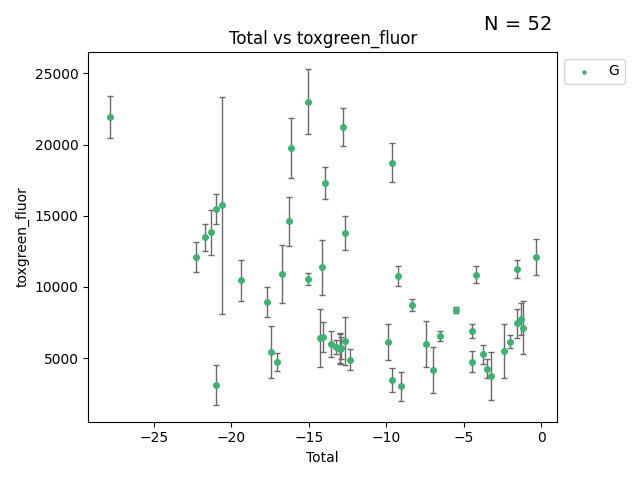 N = 52
Total vs toxgreen_fluor
G
25000
20000
15000
10000
5000
toxgreen_fluor
−25 −20 −15 −10 −5 0
Total